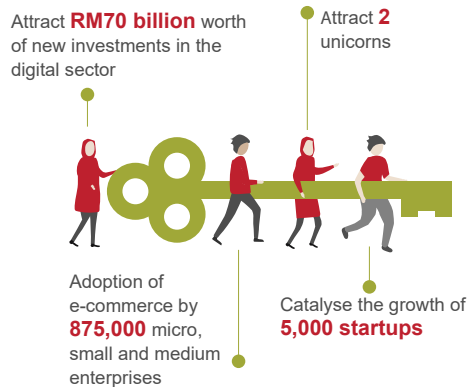 Attract RM70 billion worth
of new investments in the
digital sector
Attract 2
unicorns
Adoption of
e-commerce by
875,000 micro,
small and medium
enterprises
Catalyse the growth of
5,000 startups